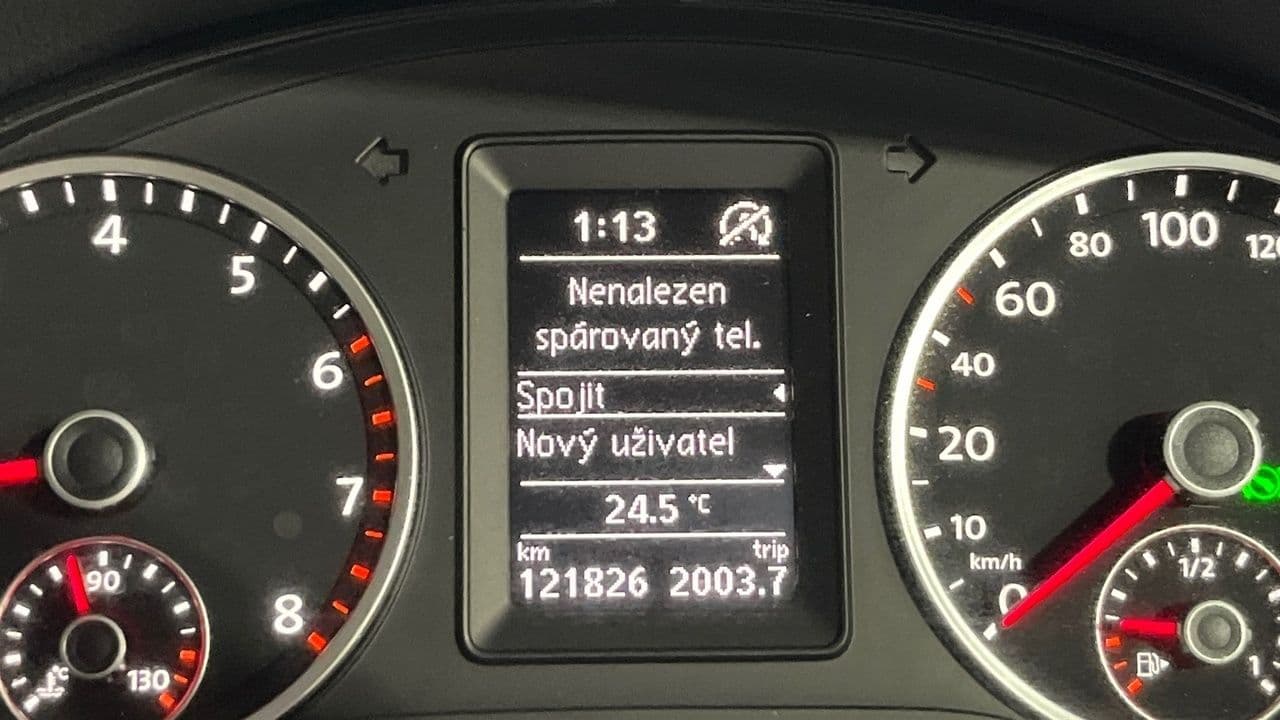 4
5
6
7
8
90
130
°C
1:13
Nenalezen
spárovaný tel.
Spojit
Nový uživatel
24.5 °C
km trip
121826 2003.7
0
10
20
40
60
80
100
km/h
1/2
1